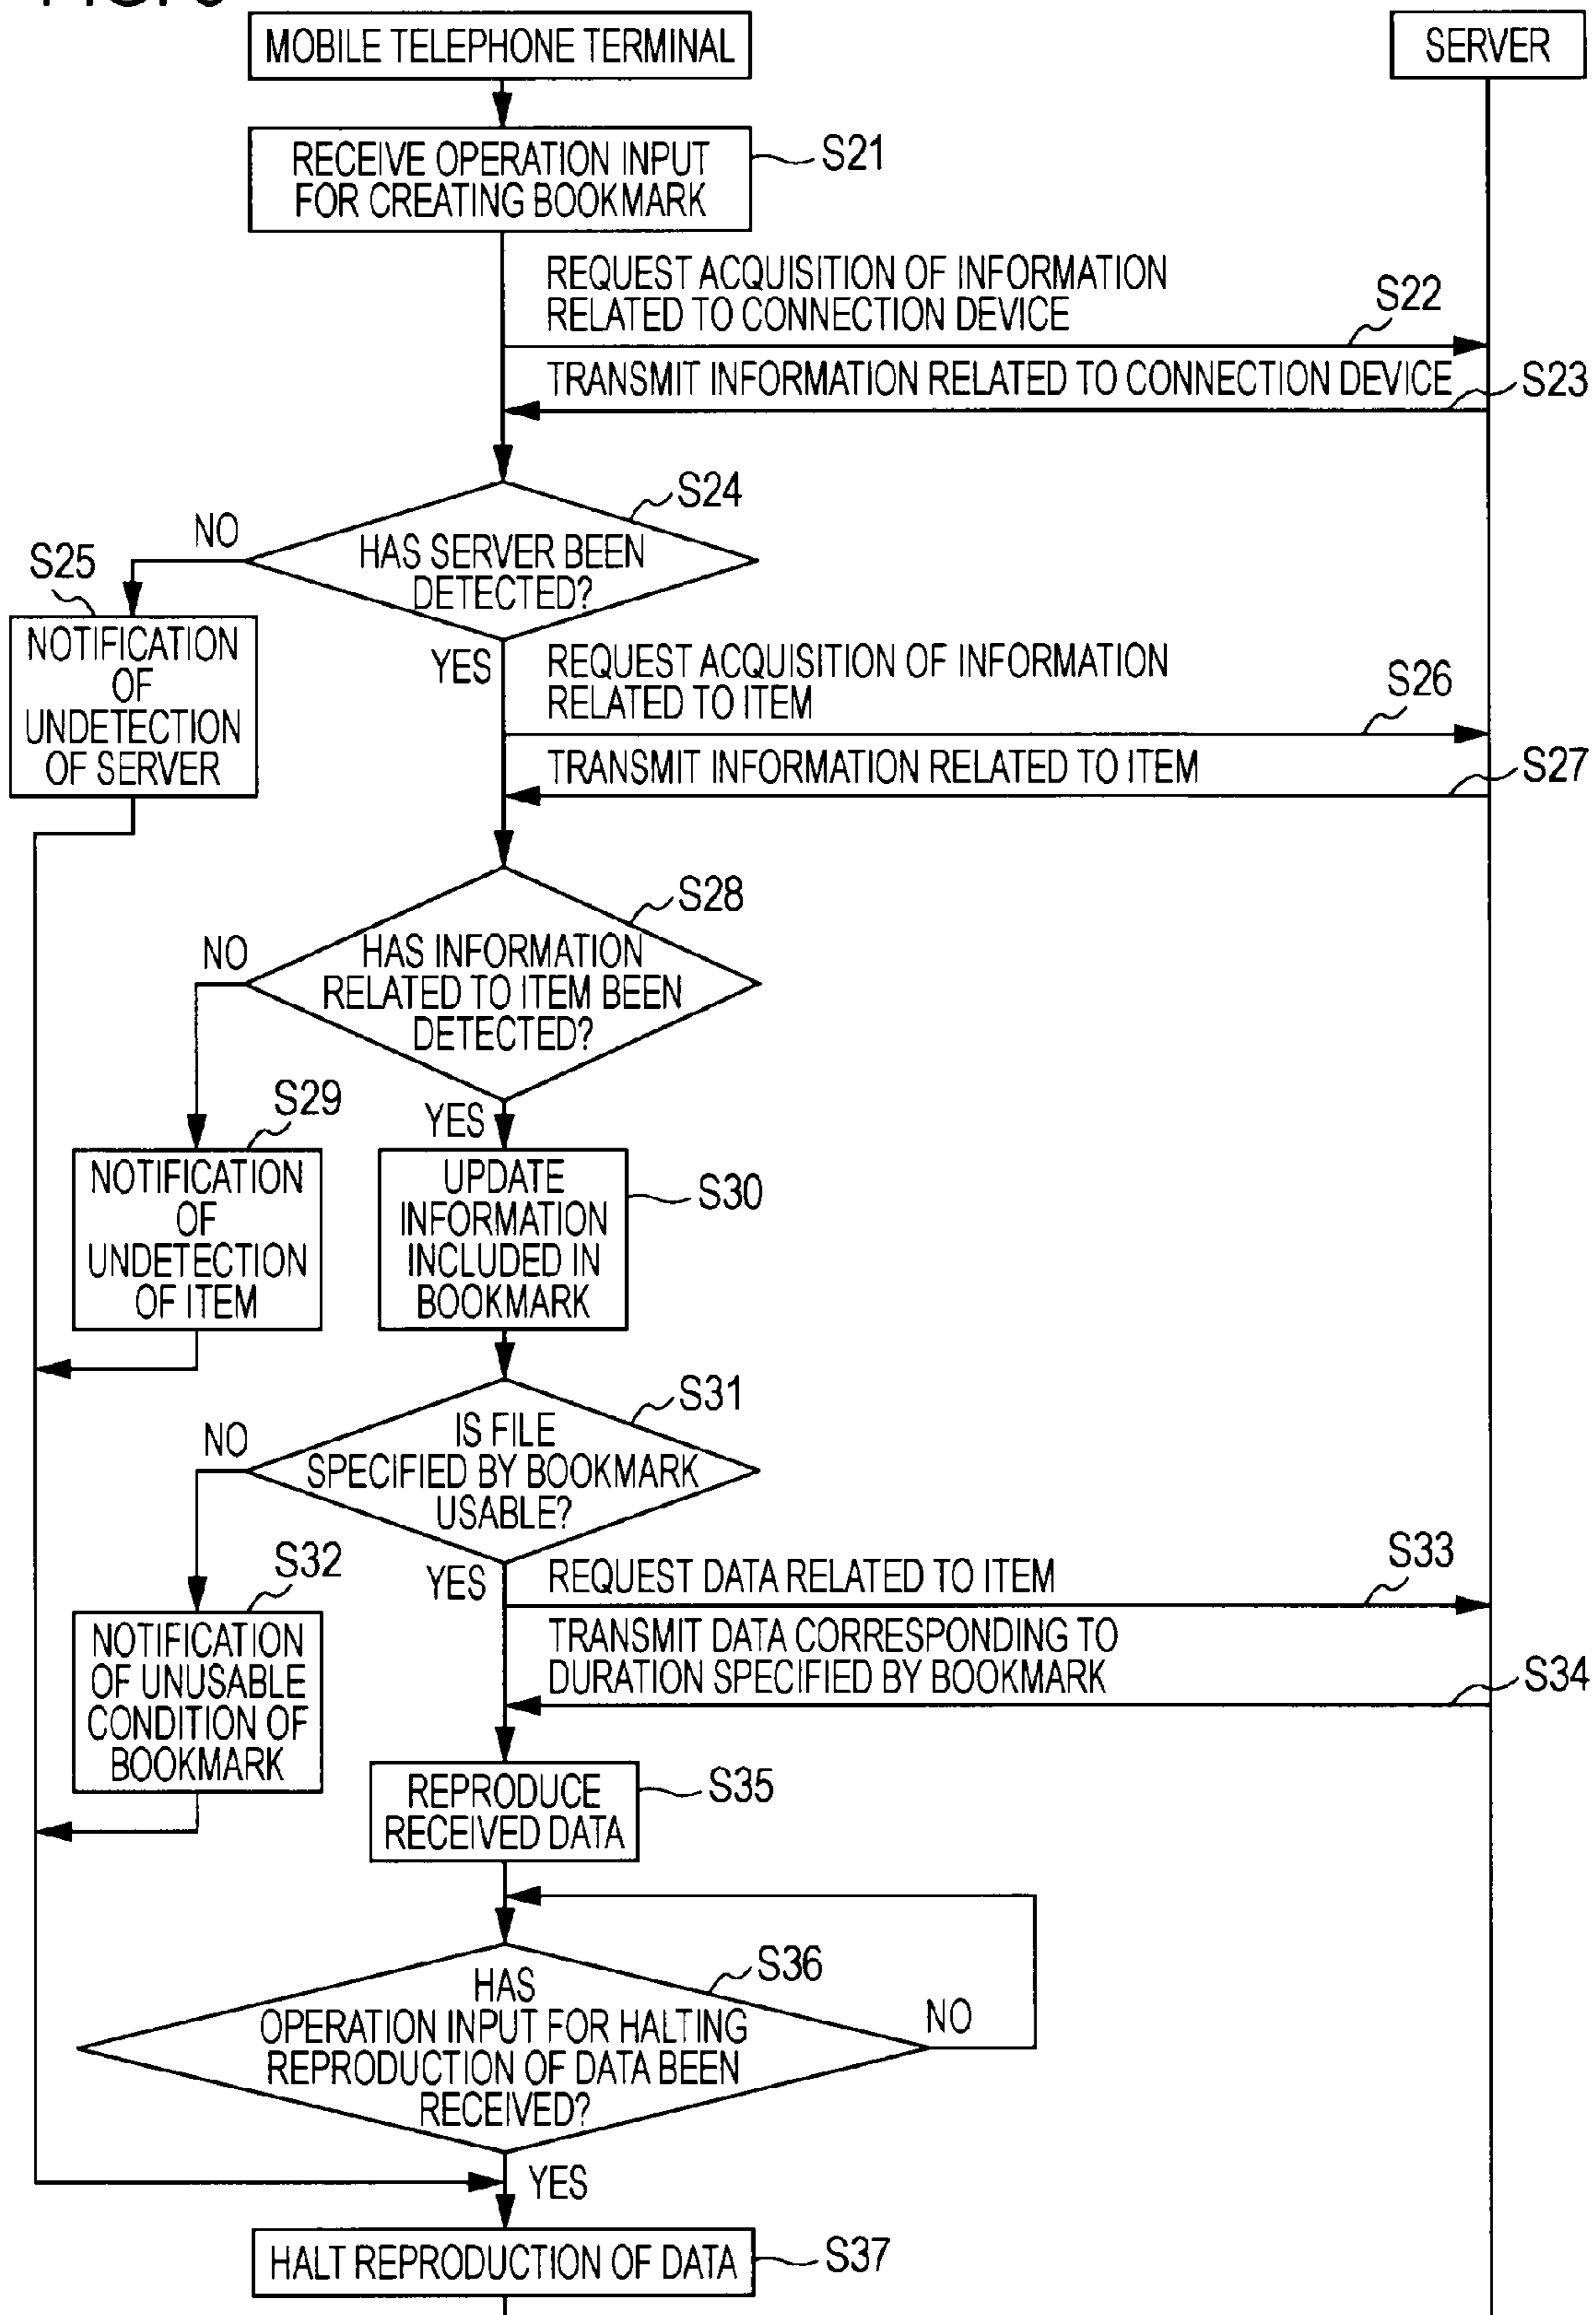 MOBILE TELEPHONE TERMINAL
SERVER
RECEIVE OPERATION INPUT
FOR CREATING BOOKMARK
S21
REQUEST ACQUISITION OF INFORMATION
RELATED TO CONNECTION DEVICE
S22
TRANSMIT INFORMATION RELATED TO CONNECTION DEVICE
S23
S24
NO
HAS SERVER BEEN
DETECTED?
S25
NOTIFICATION
OF
UNDETECTION
OF SERVER
YES
REQUEST ACQUISITION OF INFORMATION
RELATED TO ITEM
S26
TRANSMIT INFORMATION RELATED TO ITEM
S27
S28
NO
HAS INFORMATION
RELATED TO ITEM BEEN
DETECTED?
S29
YES
NOTIFICATION
OF
UNDETECTION
OF ITEM
UPDATE
INFORMATION
INCLUDED IN
BOOKMARK
S30
S31
NO
IS FILE
SPECIFIED BY BOOKMARK
USABLE?
S32
YES
REQUEST DATA RELATED TO ITEM
S33
NOTIFICATION
OF UNUSABLE
CONDITION OF
BOOKMARK
TRANSMIT DATA CORRESPONDING TO
DURATION SPECIFIED BY BOOKMARK
S34
REPRODUCE
RECEIVED DATA
S35
S36
HAS
OPERATION INPUT FOR HALTING
REPRODUCTION OF DATA BEEN
RECEIVED?
NO
YES
HALT REPRODUCTION OF DATA
S37